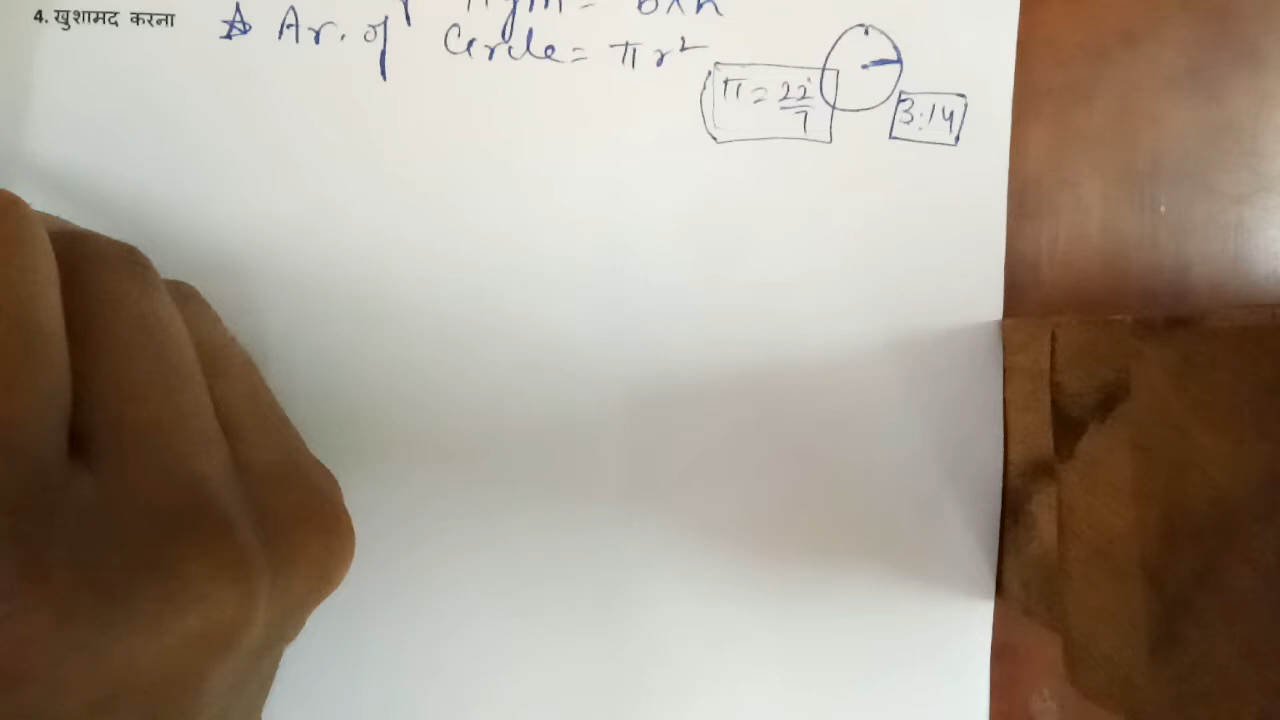 4. खुशामद करना
☆ Ar. of Circle = πr²
π = 22/7
3.14